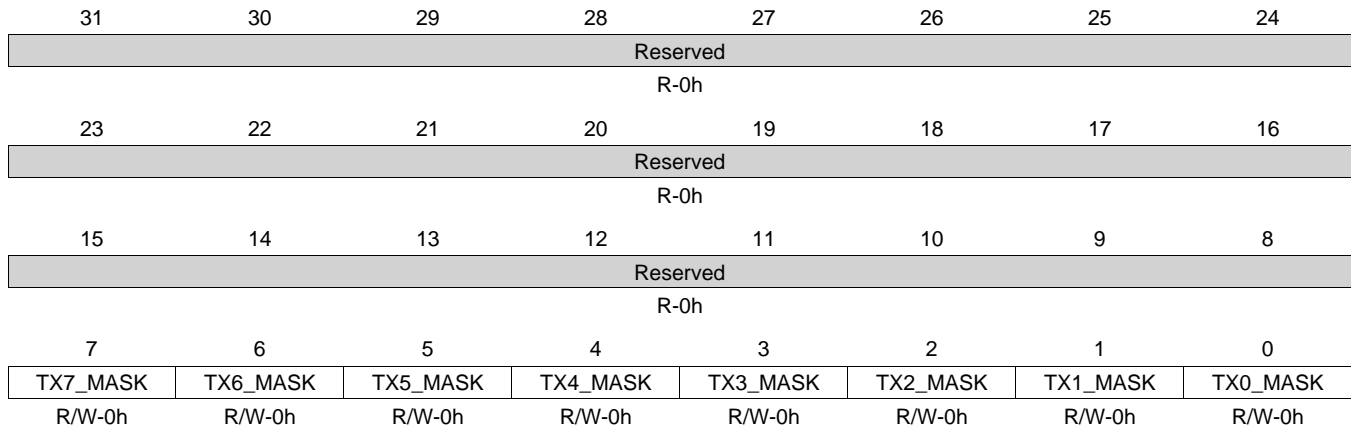 31 30 29 28 27 26 25 24
Reserved
R-0h
23 22 21 20 19 18 17 16
Reserved
R-0h
15 14 13 12 11 10 9 8
Reserved
R-0h
7 6 5 4 3 2 1 0
TX7_MASK TX6_MASK TX5_MASK TX4_MASK TX3_MASK TX2_MASK TX1_MASK TX0_MASK
R/W-0h R/W-0h R/W-0h R/W-0h R/W-0h R/W-0h R/W-0h R/W-0h